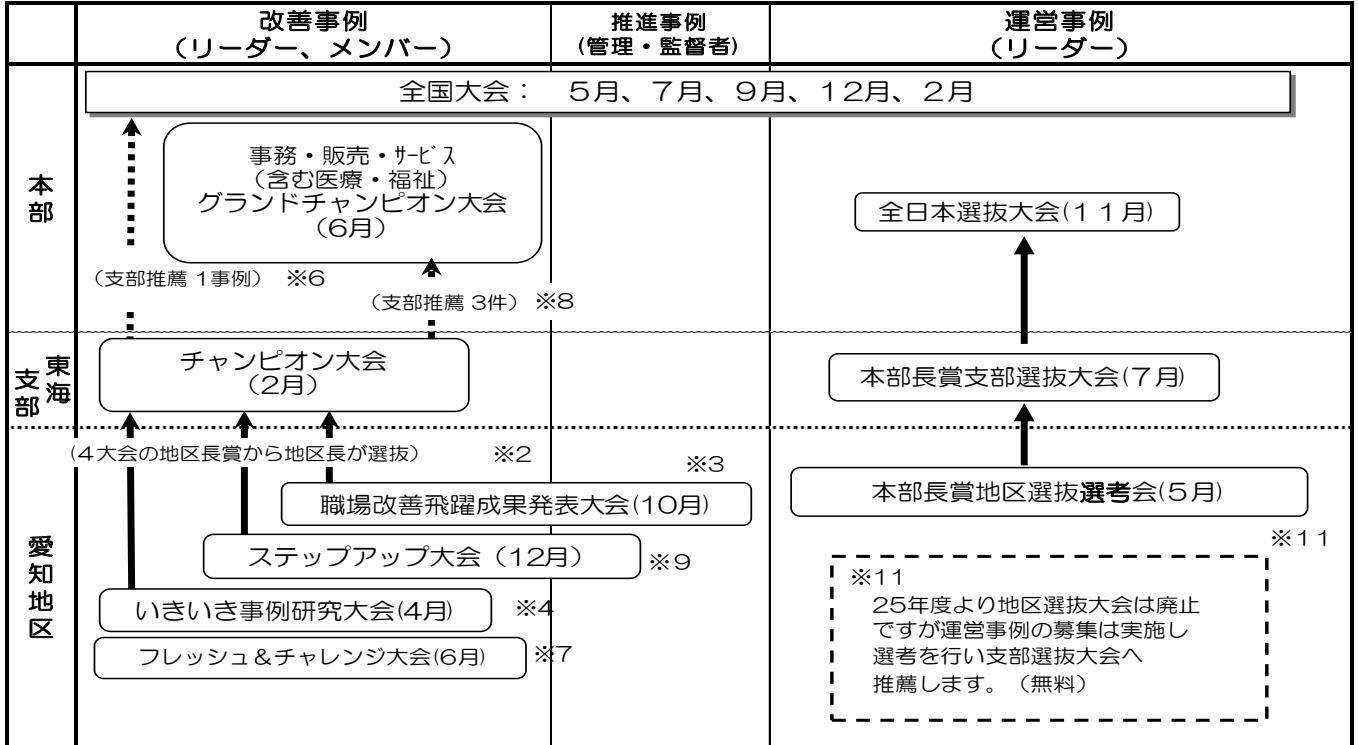 改善事例
（リーダー、メンバー）
推進事例
(管理・監督者)
運営事例
（リーダー）
本部
全国大会： 5月、7月、9月、12月、2月
事務・販売・ｻｰﾋﾞｽ
（含む医療・福祉）
グランドチャンピオン大会
（6月）
全日本選抜大会(１１月)
（支部推薦 1事例） ※6
（支部推薦 3件） ※8
東海
支部
チャンピオン大会
（2月）
本部長賞支部選抜大会(７月)
愛知地区
(４大会の地区長賞から地区長が選抜） ※2
※3
職場改善飛躍成果発表大会(10月)
本部長賞地区選抜選考会(５月)
※１１
ステップアップ大会（12月）
※9
いきいき事例研究大会(4月)
※4
フレッシュ＆チャレンジ大会(6月)
※7
※11
25年度より地区選抜大会は廃止
ですが運営事例の募集は実施し
選考を行い支部選抜大会へ
推薦します。（無料）